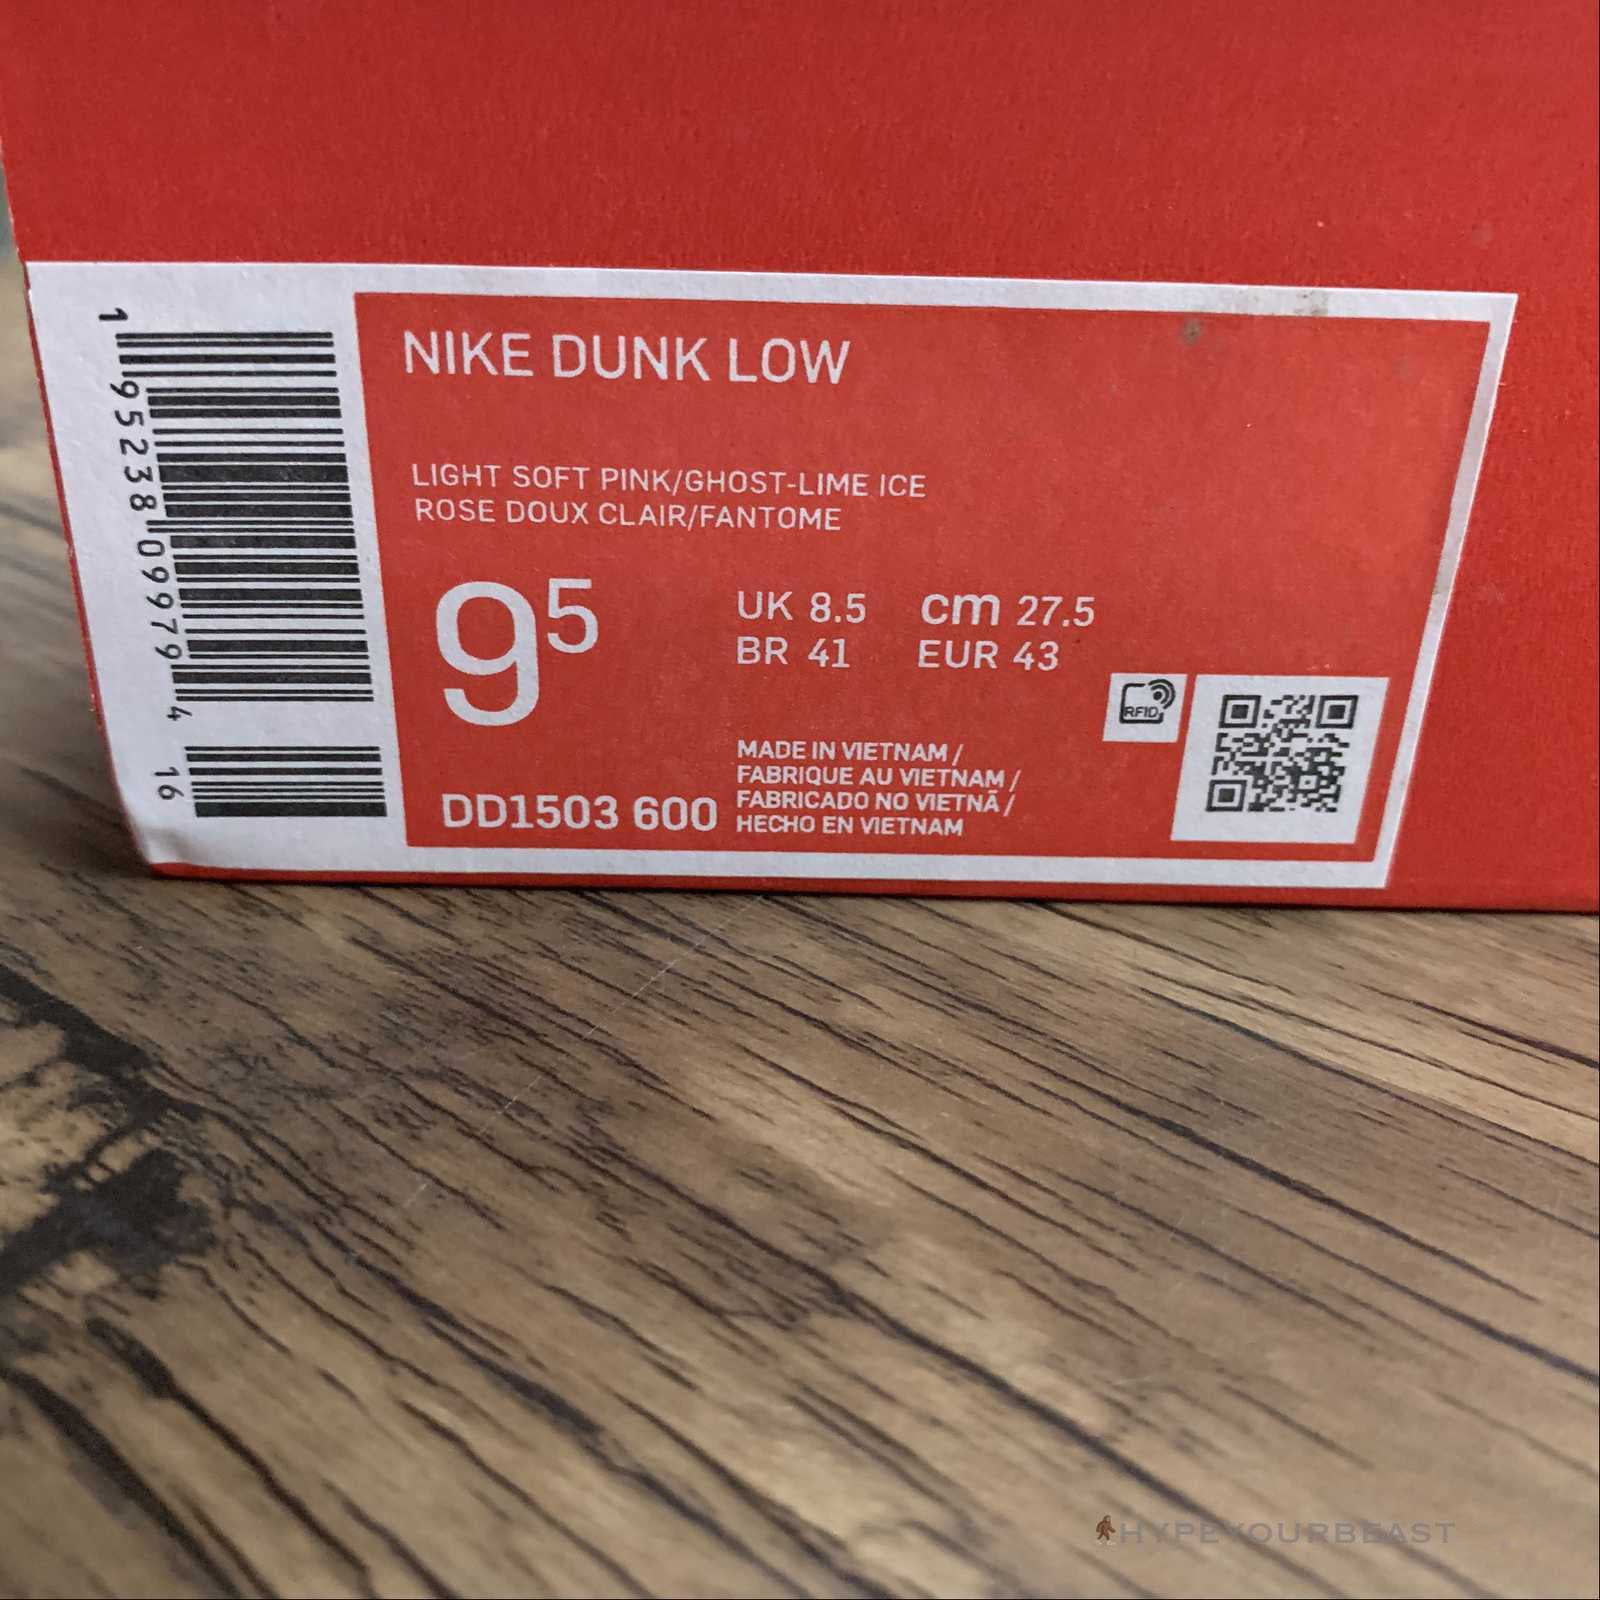 NIKE DUNK LOW
LIGHT SOFT PINK/GHOST-LIME ICE
ROSE DOUX CLAIR/FANTOME
9 5
UK 8.5 cm 27.5
BR 41 EUR 43
RFID
MADE IN VIETNAM /
FABRIQUE AU VIETNAM /
FABRICADO NO VIETNÃ /
HECHO EN VIETNAM
DD1503 600
1 95238 09979 4 16
HYPEYOURBEAST